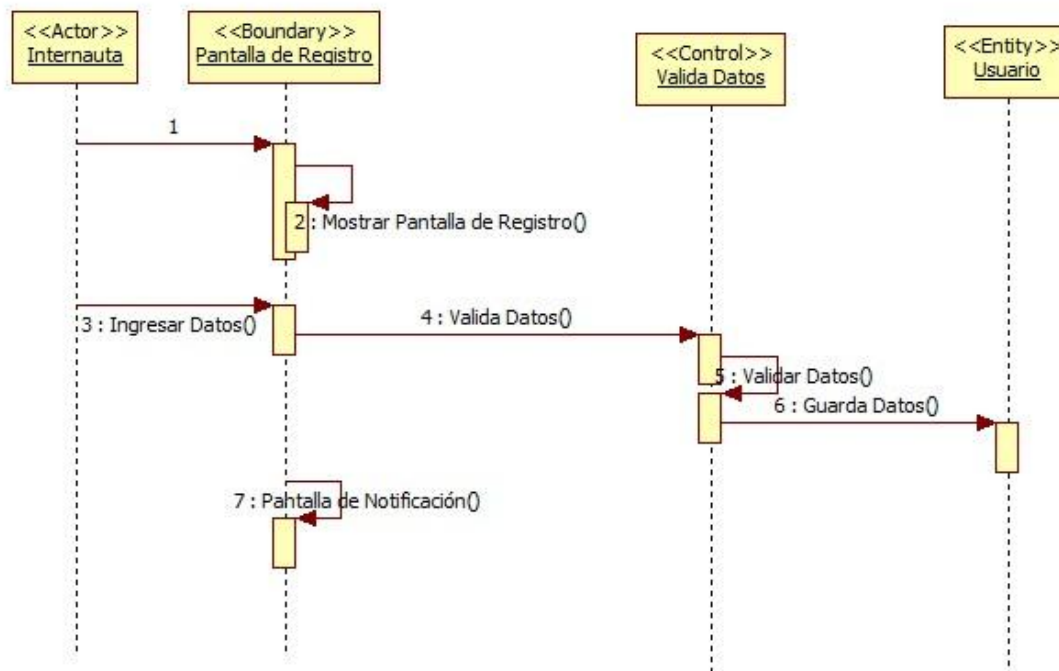 <<Actor>>
Internauta
<<Boundary>>
Pantalla de Registro
<<Control>>
Valida Datos
<<Entity>>
Usuario
1
2 : Mostrar Pantalla de Registro()
3 : Ingresar Datos()
4 : Valida Datos()
5 : Validar Datos()
6 : Guarda Datos()
7 : Pantalla de Notificación()